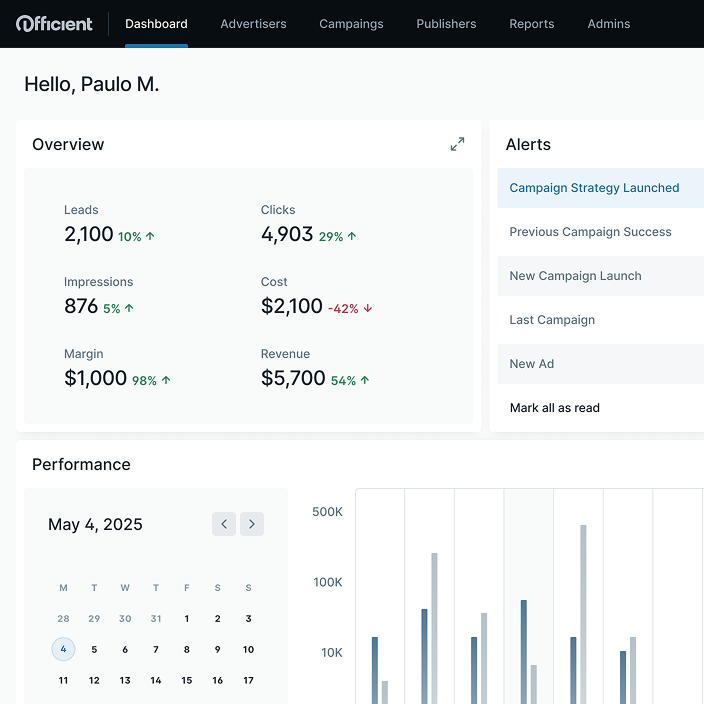 Officient Dashboard Advertisers Campaings Publishers Reports Admins
Hello, Paulo M.
Overview
Leads
2,100 10% ↑
Clicks
4,903 29% ↑
Impressions
876 5% ↑
Cost
$2,100 -42% ↓
Margin
$1,000 98% ↑
Revenue
$5,700 54% ↑
Alerts
Campaign Strategy Launched
Previous Campaign Success
New Campaign Launch
Last Campaign
New Ad
Mark all as read
Performance
May 4, 2025
M T W T F S S
28 29 30 31 1 2 3
4 5 6 7 8 9 10
11 12 13 14 15 16 17
500K
100K
10K